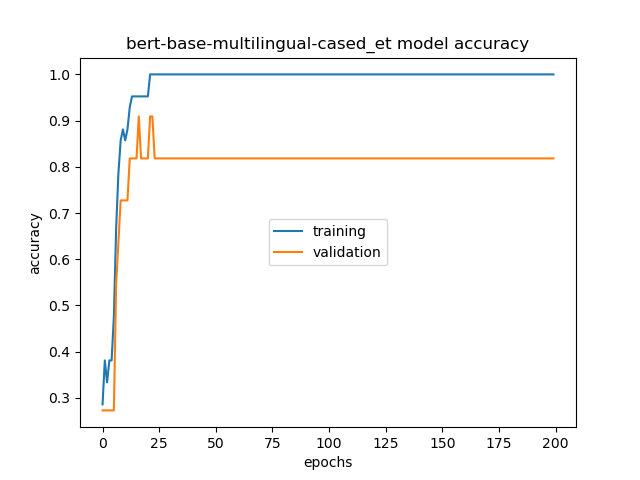 bert-base-multilingual-cased_et model accuracy
1.0
0.9
0.8
0.7
0.6
0.5
0.4
0.3
accuracy
training
validation
0 25 50 75 100 125 150 175 200
epochs